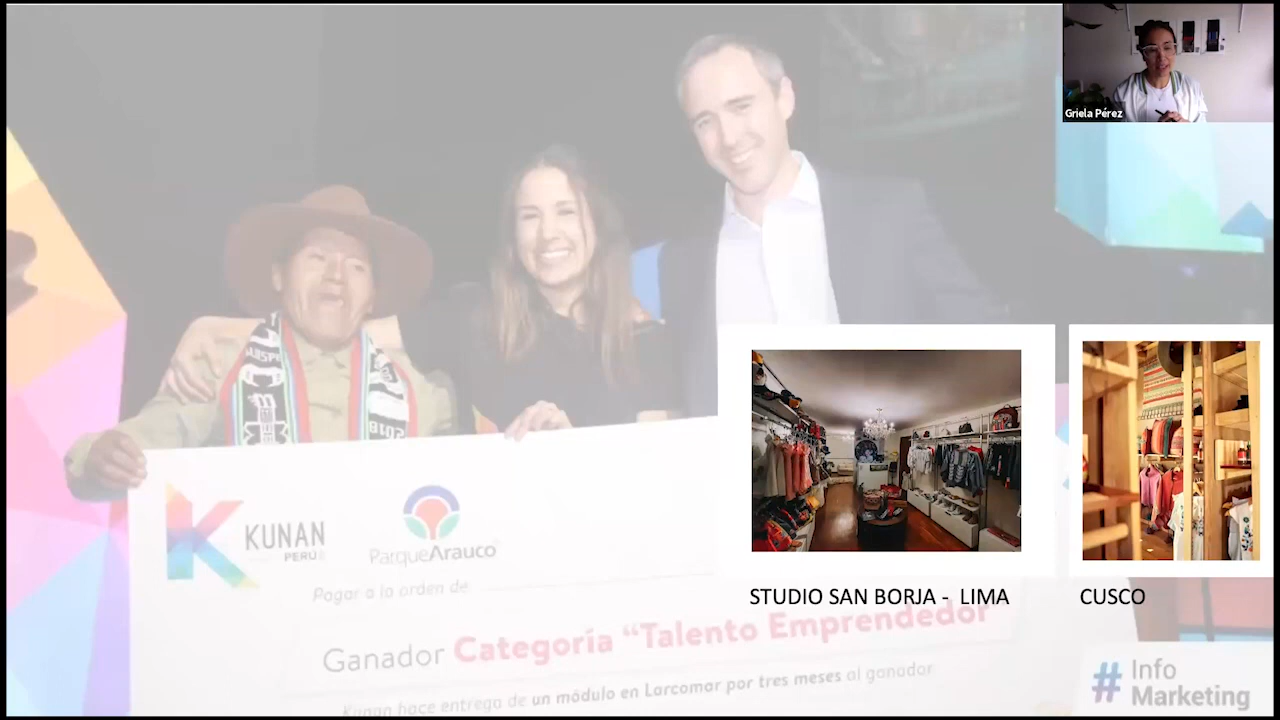 Griela Pérez
2018
KUNAN
PERÚ
ParqueArauco
Pagar a la orden de
Ganador Categoría “Talento Emprendedor
Kunan hace entrega de un módulo en Larcomar por tres meses al ganador
STUDIO SAN BORJA - LIMA
CUSCO
# Info
Marketing